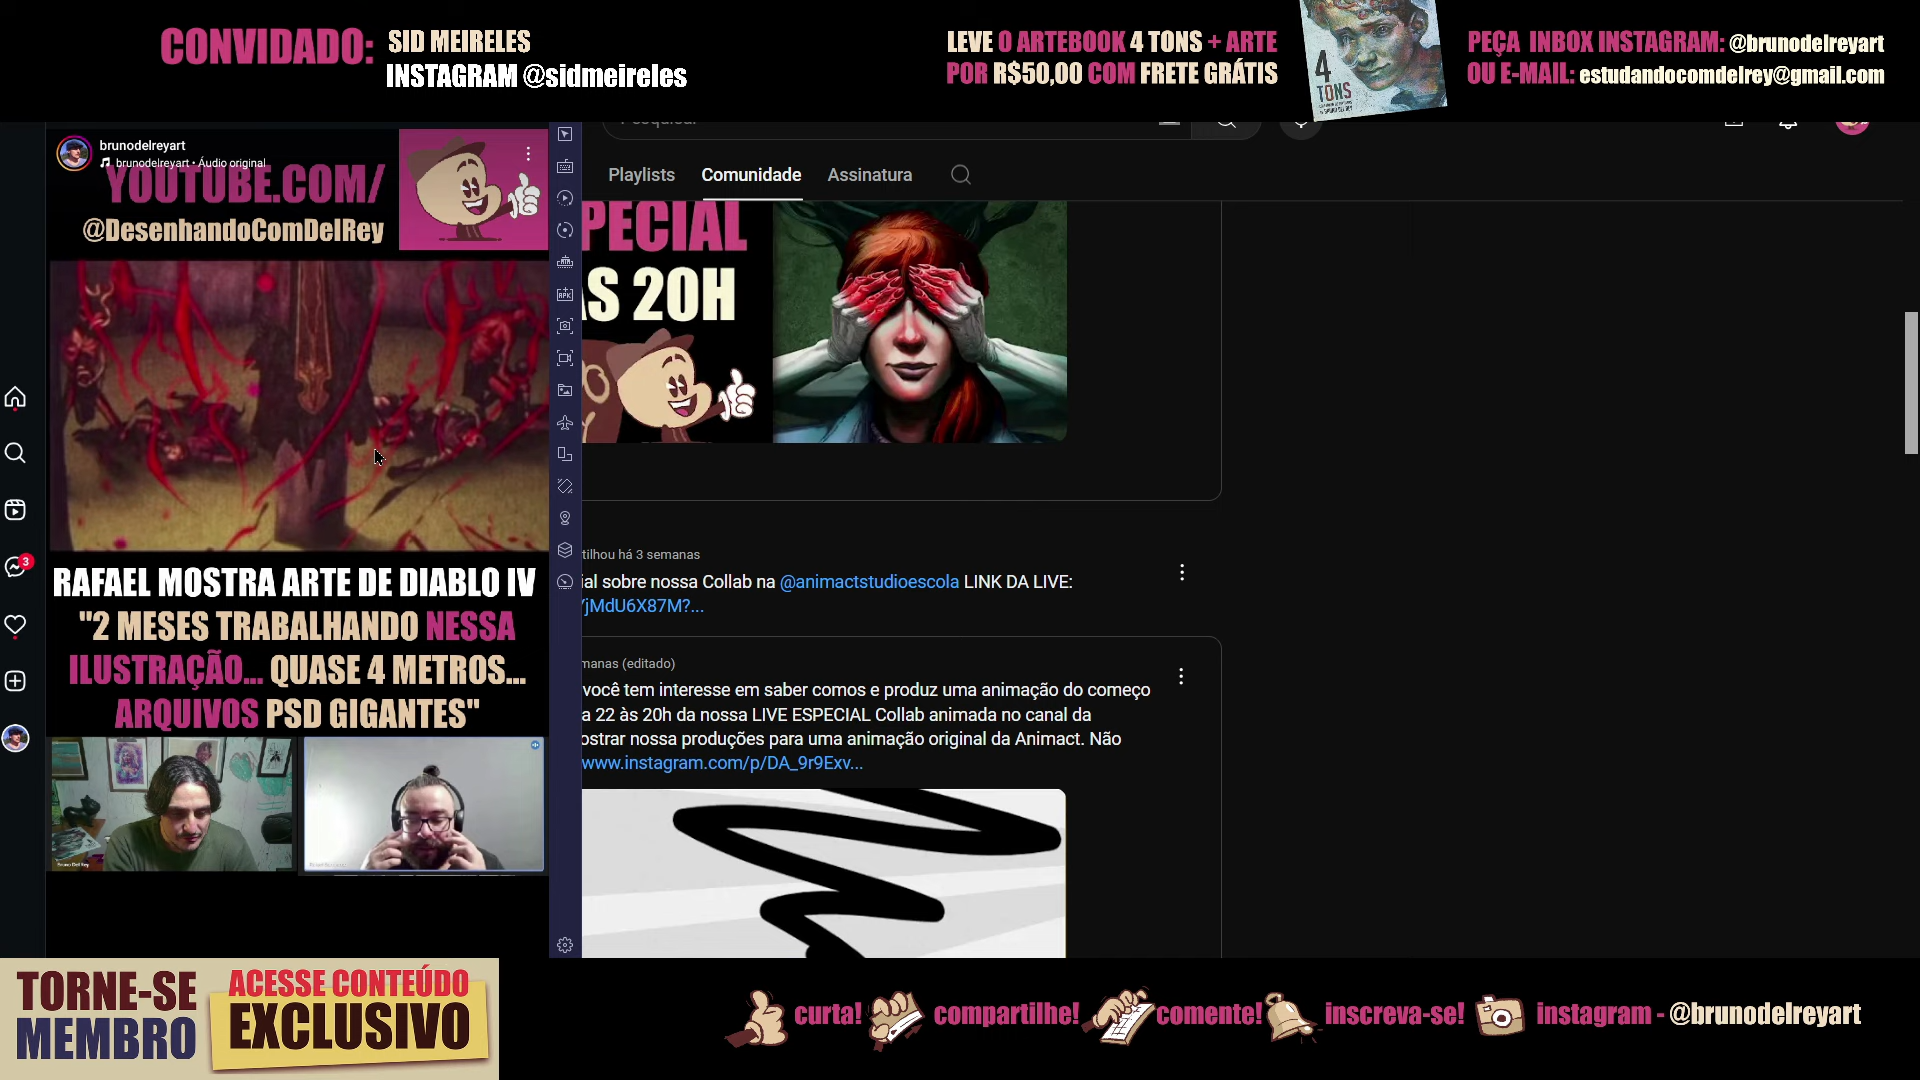 CONVIDADO: SID MEIRELES
INSTAGRAM @sidmeireles
LEVE O ARTEBOOK 4 TONS + ARTE
POR R$50,00 COM FRETE GRÁTIS
4
TONS
PEÇA INBOX INSTAGRAM: @brunodelreyart
OU E-MAIL: estudandocomdelrey@gmail.com
brunodelreyart
brunodelreyart • Áudio original
YOUTUBE.COM/
@DesenhandoComDelRey
Playlists
Comunidade
Assinatura
PECIAL
ÀS 20H
RAFAEL MOSTRA ARTE DE DIABLO IV
"2 MESES TRABALHANDO NESSA
ILUSTRAÇÃO... QUASE 4 METROS...
ARQUIVOS PSD GIGANTES"
Bruno Del Rey
3
tilhou há 3 semanas
ial sobre nossa Collab na @animactstudioescola LINK DA LIVE:
/jMdU6X87M?...
manas (editado)
você tem interesse em saber comos e produz uma animação do começo
a 22 às 20h da nossa LIVE ESPECIAL Collab animada no canal da
ostrar nossa produções para uma animação original da Animact. Não
www.instagram.com/p/DA_9r9Exv...
TORNE-SE
MEMBRO
ACESSE CONTEÚDO
EXCLUSIVO
curta!
compartilhe!
comente!
inscreva-se!
instagram - @brunodelreyart